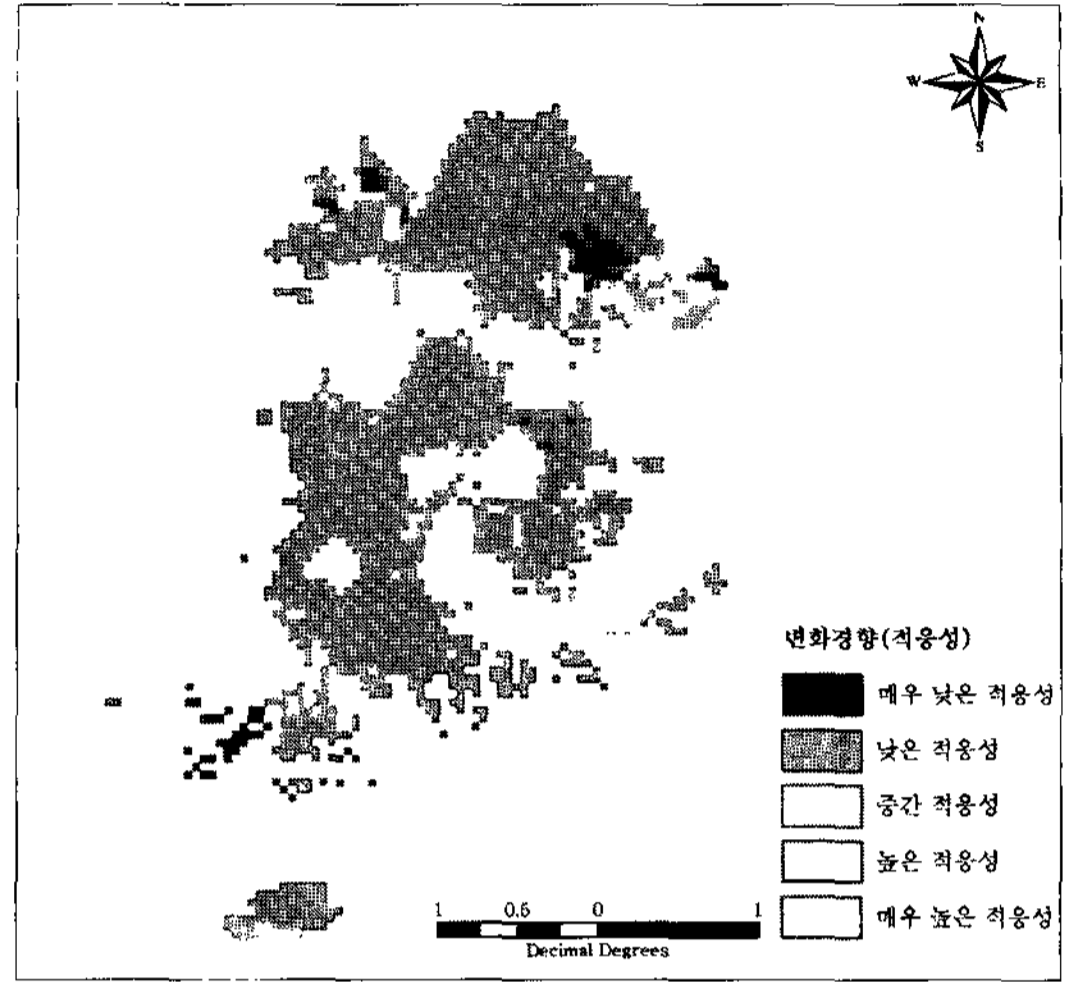 N
W E
S
변화경향(적응성)
매우 낮은 적응성
낮은 적응성
중간 적응성
높은 적응성
매우 높은 적응성
1 0.5 0 1
Decimal Degrees